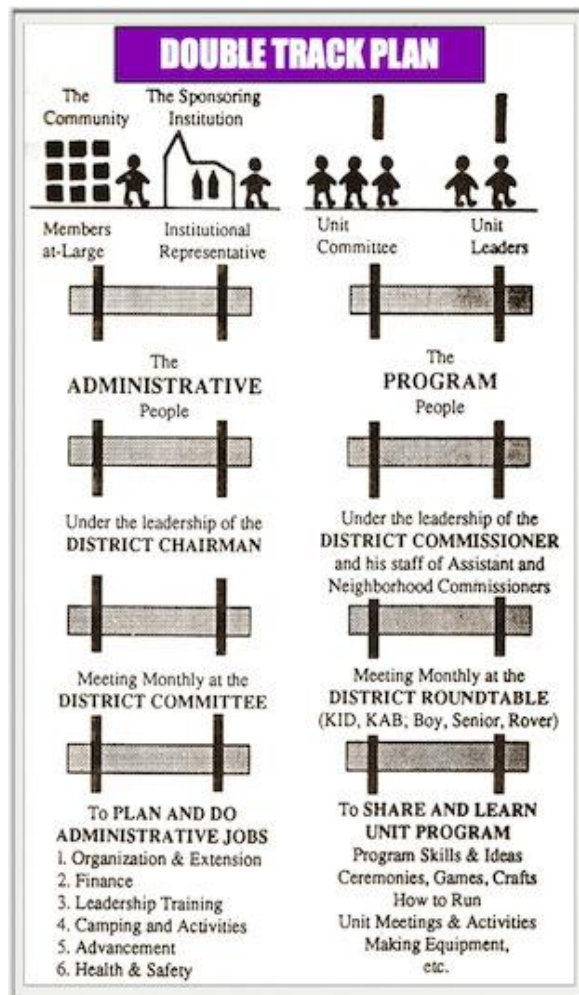 DOUBLE TRACK PLAN
The
Community
The Sponsoring
Institution
Members
at-Large
Institutional
Representative
The
ADMINISTRATIVE
People
Under the leadership of the
DISTRICT CHAIRMAN
Meeting Monthly at the
DISTRICT COMMITTEE
To PLAN AND DO
ADMINISTRATIVE JOBS
1. Organization & Extension
2. Finance
3. Leadership Training
4. Camping and Activities
5. Advancement
6. Health & Safety
Unit
Committee
Unit
Leaders
The
PROGRAM
People
Under the leadership of the
DISTRICT COMMISSIONER
and his staff of Assistant and
Neighborhood Commissioners
Meeting Monthly at the
DISTRICT ROUNDTABLE
(KID, KAB, Boy, Senior, Rover)
To SHARE AND LEARN
UNIT PROGRAM
Program Skills & Ideas
Ceremonies, Games, Crafts
How to Run
Unit Meetings & Activities
Making Equipment,
etc.